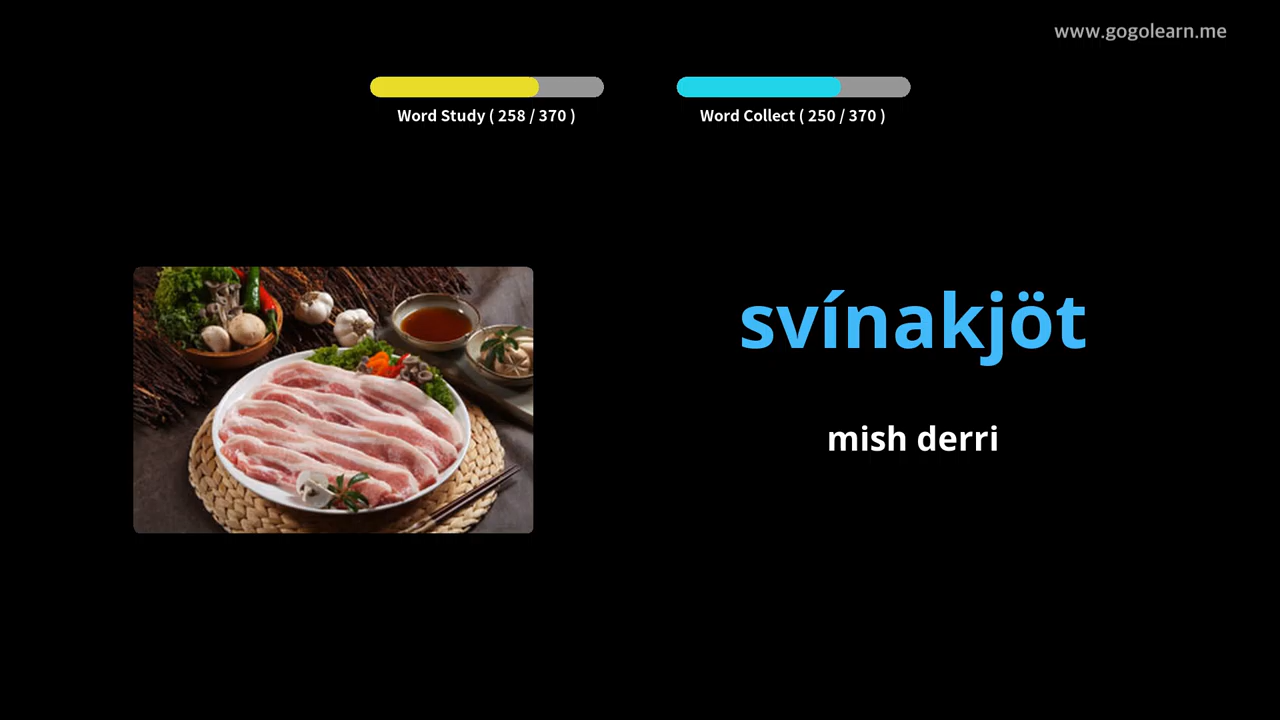 www.gogolearn.me
Word Study ( 258 / 370 )
Word Collect ( 250 / 370 )
svínakjöt
mish derri